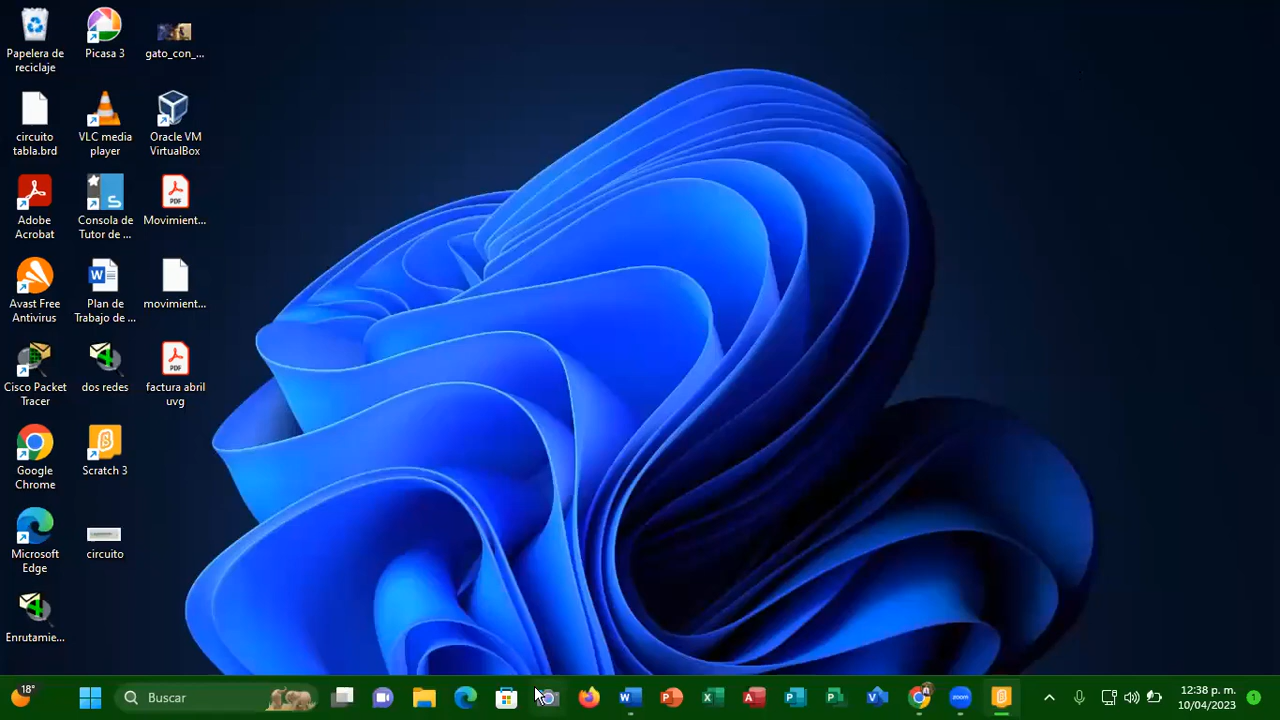 Papelera de
reciclaje
Picasa 3
gato_con_...
circuito
tabla.brd
VLC media
player
Oracle VM
VirtualBox
Adobe
Acrobat
Consola de
Tutor de ...
Movimient...
Avast Free
Antivirus
Plan de
Trabajo de ...
movimient...
Cisco Packet
Tracer
dos redes
factura abril
uvg
Google
Chrome
Scratch 3
Microsoft
Edge
circuito
Enrutamie...
18°
Buscar
zoom
12:38 p. m.
10/04/2023
1